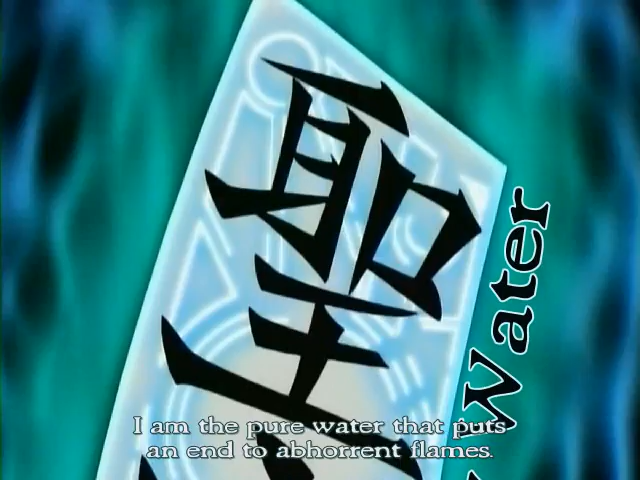 聖
Water
I am the pure water that puts
an end to abhorrent flames.